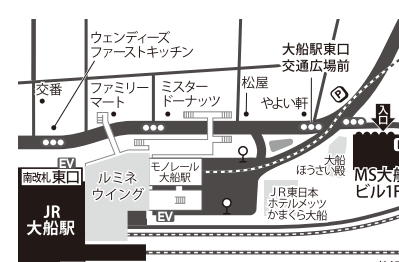 ウェンディーズ
ファーストキッチン
大船駅東口
交通広場前
交番
ファミリー
マート
ミスター
ドーナッツ
松屋
やよい軒
P
入口
EV
南改札 東口
ルミネ
ウイング
モノレール
大船駅
大船
ほうさい殿
MS大船
ビル1F
JR
大船駅
EV
JR東日本
ホテルメッツ
かまくら大船